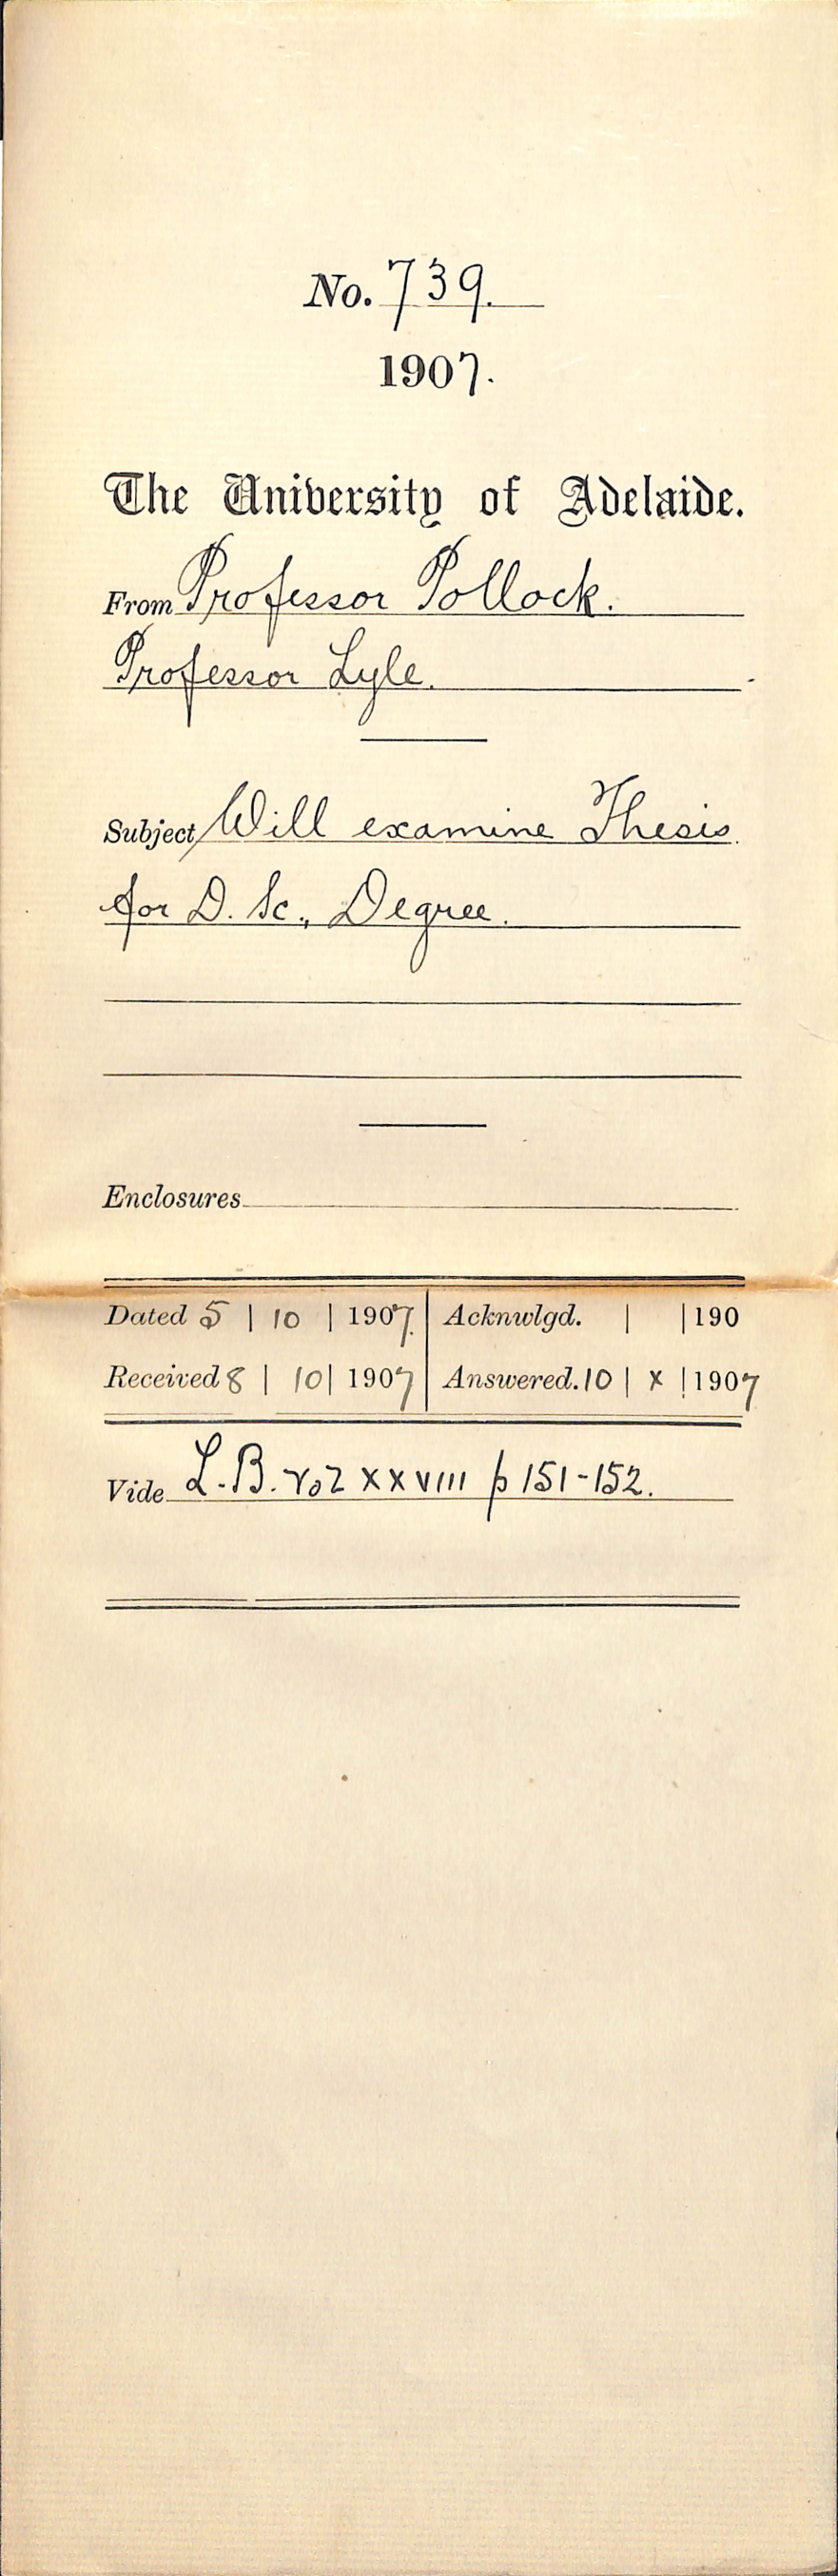 No. 739.
1907.
The University of Adelaide.
From Professor Pollock.
Professor Lyle.
Subject Will examine Thesis
for D. Sc., Degree.
Enclosures
Dated 5 | 10 | 1907. Acknwlgd. | | 190
Received 8 | 10 | 1907 Answered. 10 | x | 1907
Vide L.B. Vol XXVIII p 151-152.